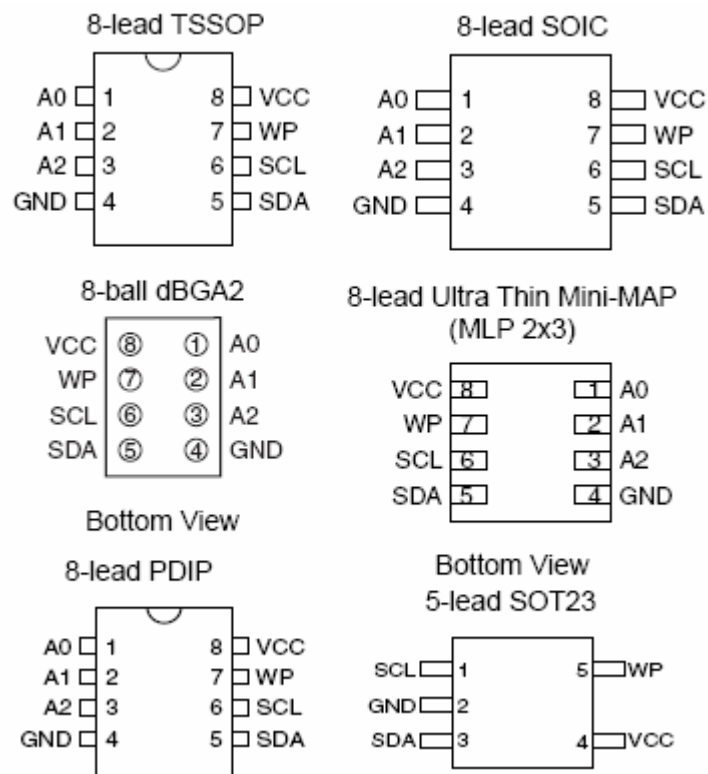 8-lead TSSOP
A0 1 8 VCC
A1 2 7 WP
A2 3 6 SCL
GND 4 5 SDA
8-lead SOIC
A0 1 8 VCC
A1 2 7 WP
A2 3 6 SCL
GND 4 5 SDA
8-ball dBGA2
VCC 8 1 A0
WP 7 2 A1
SCL 6 3 A2
SDA 5 4 GND
Bottom View
8-lead Ultra Thin Mini-MAP
(MLP 2x3)
VCC 8 1 A0
WP 7 2 A1
SCL 6 3 A2
SDA 5 4 GND
Bottom View
8-lead PDIP
A0 1 8 VCC
A1 2 7 WP
A2 3 6 SCL
GND 4 5 SDA
5-lead SOT23
SCL 1 5 WP
GND 2
SDA 3 4 VCC